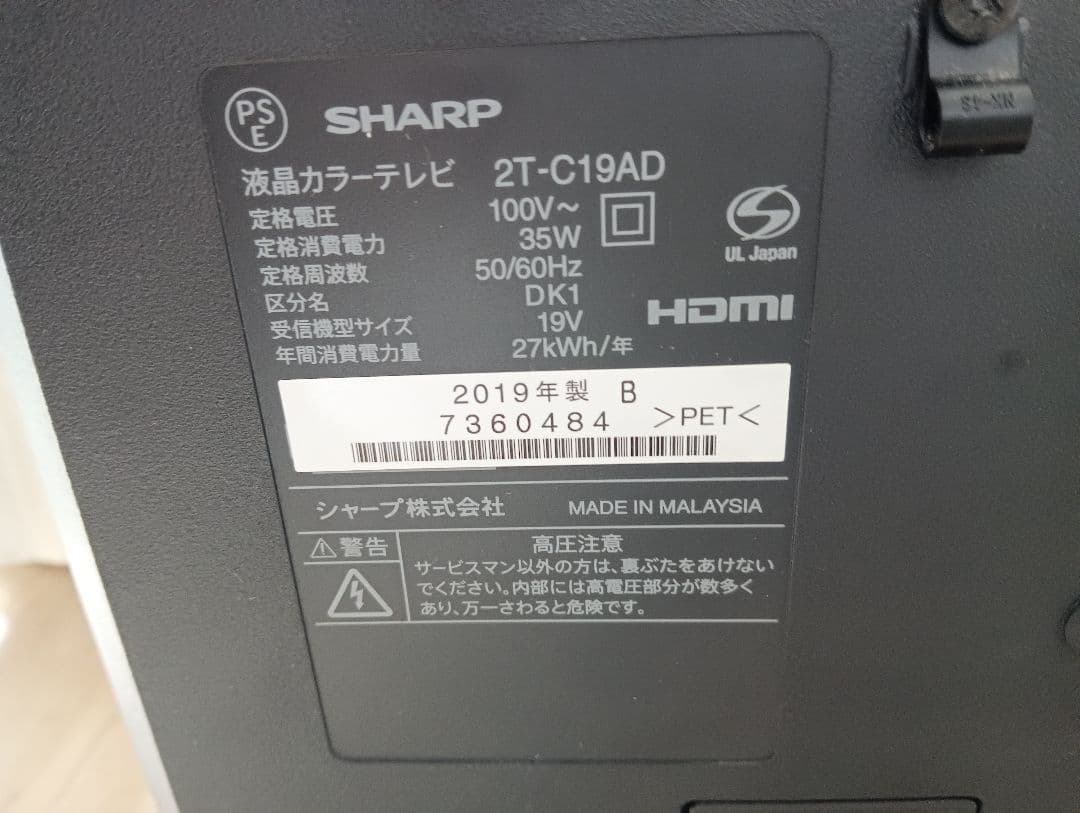 PS
E
SHARP
液晶カラーテレビ 2T-C19AD
定格電圧 100V~
定格消費電力 35W
定格周波数 50/60Hz
区分名 DK1
受信機型サイズ 19V
年間消費電力量 27kWh/年
UL Japan
HDMI
2019年製 B
7360484 >PET<
シャープ株式会社 MADE IN MALAYSIA
警告
高圧注意
サービスマン以外の方は、裏ぶたをあけない
でください。内部には高電圧部分が数多く
あり、万一さわると危険です。